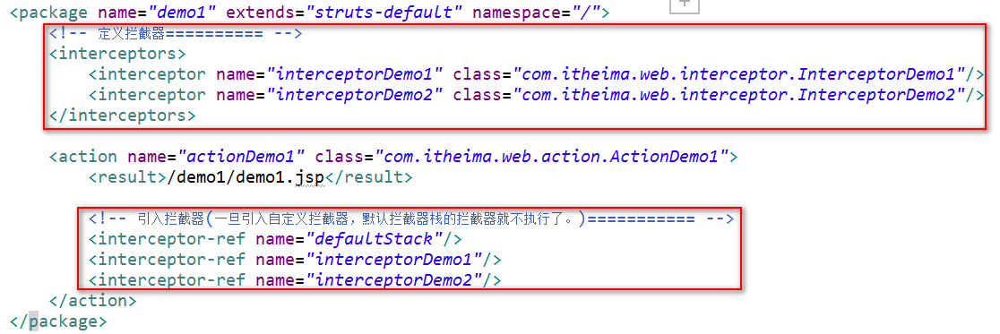 <package name="demo1" extends="struts-default" namespace="/">
<!-- 定义拦截器========== -->
<interceptors>
<interceptor name="interceptorDemo1" class="com.itheima.web.interceptor.InterceptorDemo1"/>
<interceptor name="interceptorDemo2" class="com.itheima.web.interceptor.InterceptorDemo2"/>
</interceptors>
<action name="actionDemo1" class="com.itheima.web.action.ActionDemo1">
<result>/demo1/demo1.jsp</result>
<!-- 引入拦截器(一旦引入自定义拦截器，默认拦截器栈的拦截器就不执行了。)=========== -->
<interceptor-ref name="defaultStack"/>
<interceptor-ref name="interceptorDemo1"/>
<interceptor-ref name="interceptorDemo2"/>
</action>
</package>